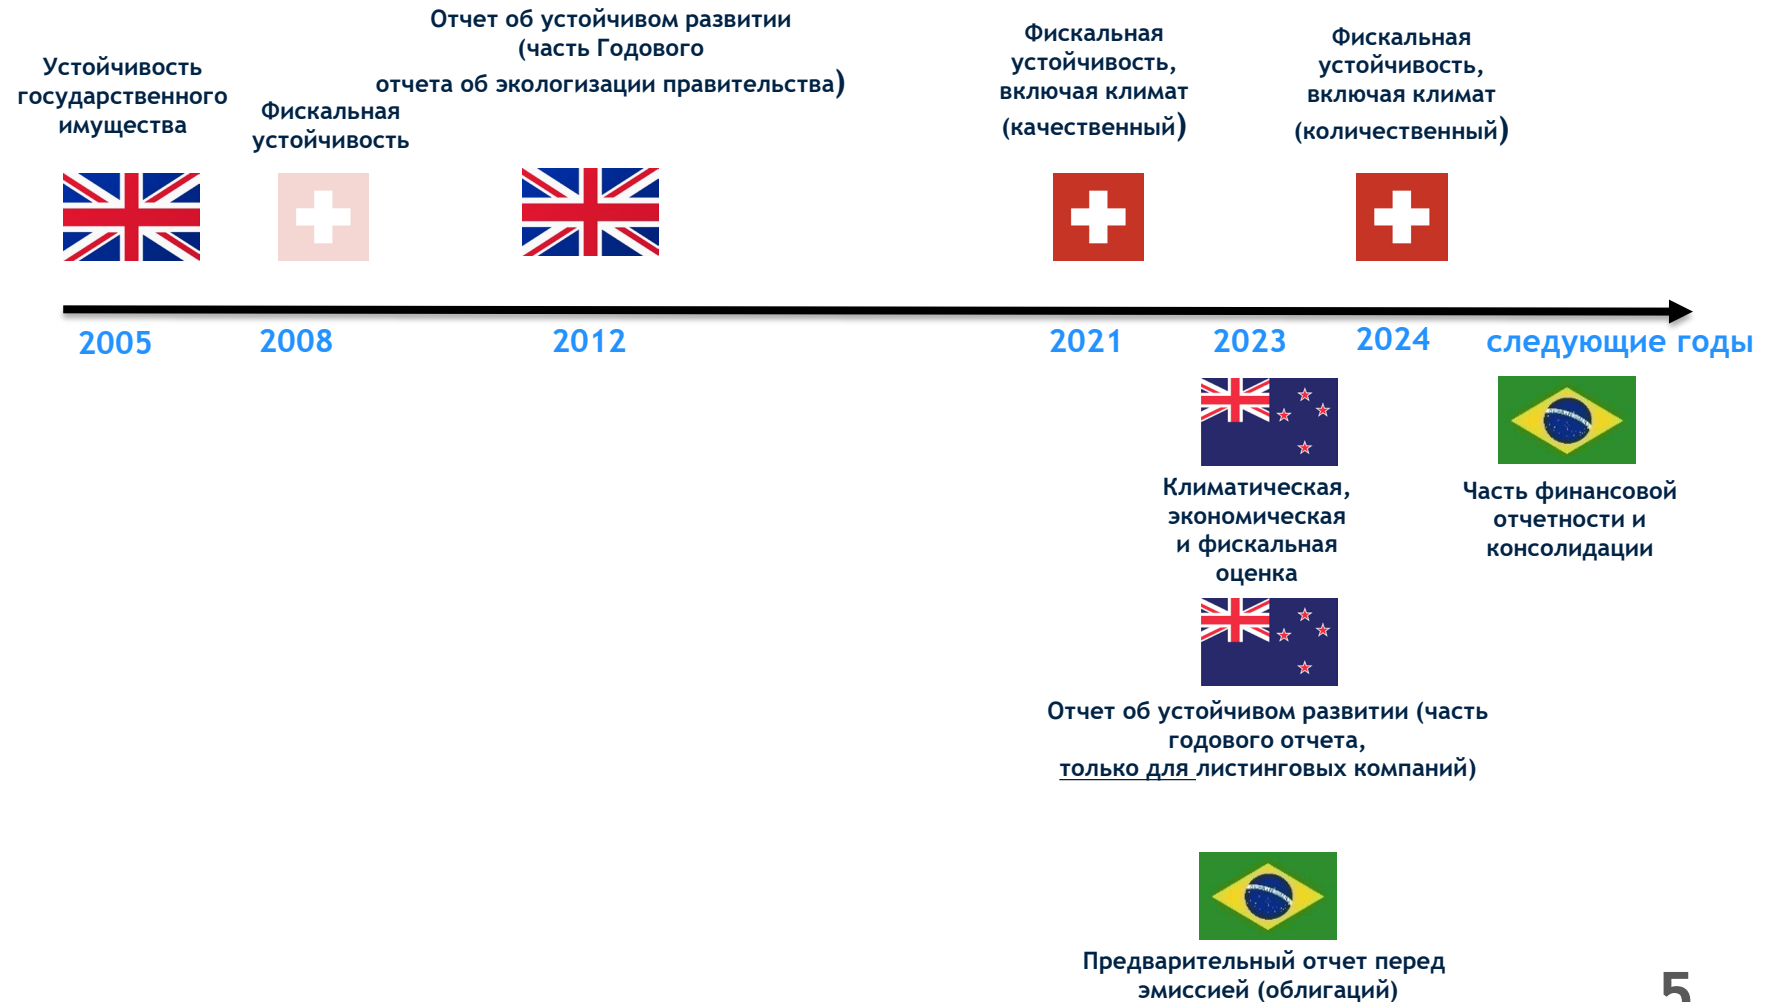 Устойчивость
государственного
имущества
Фискальная
устойчивость
Отчет об устойчивом развитии
(часть Годового
отчета об экологизации правительства)
Фискальная
устойчивость,
включая климат
(качественный)
Фискальная
устойчивость,
включая климат
(количественный)
2005
2008
2012
2021
2023
2024
следующие годы
Климатическая,
экономическая
и фискальная
оценка
Часть финансовой
отчетности и
консолидации
Отчет об устойчивом развитии (часть
годового отчета,
только для листинговых компаний)
Предварительный отчет перед
эмиссией (облигаций)
5